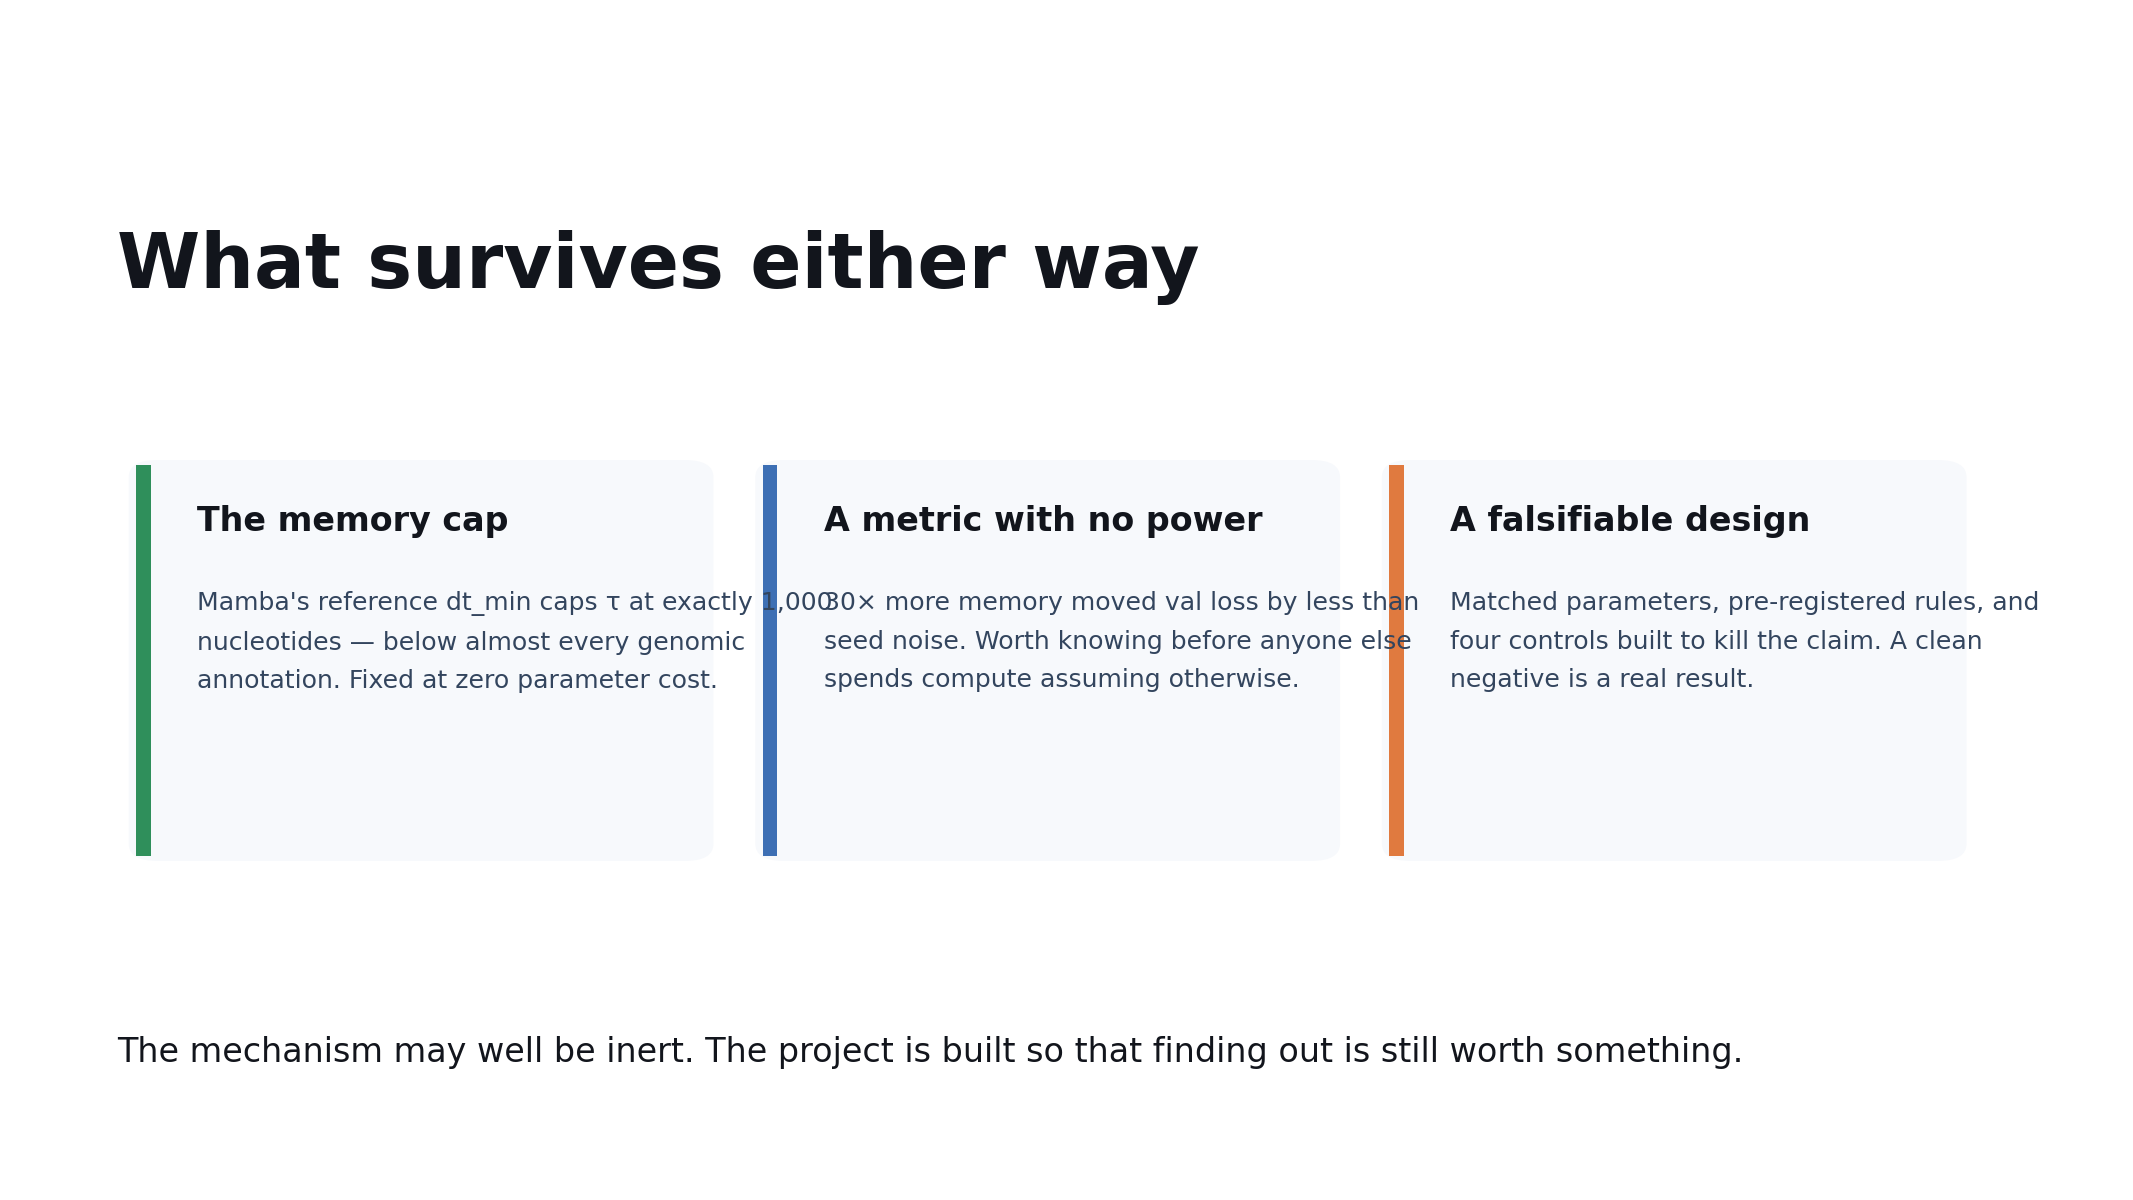 What survives either way
The memory cap
Mamba's reference dt_min caps τ at exactly 1,000
nucleotides — below almost every genomic
annotation. Fixed at zero parameter cost.
A metric with no power
30× more memory moved val loss by less than
seed noise. Worth knowing before anyone else
spends compute assuming otherwise.
A falsifiable design
Matched parameters, pre-registered rules, and
four controls built to kill the claim. A clean
negative is a real result.
The mechanism may well be inert. The project is built so that finding out is still worth something.